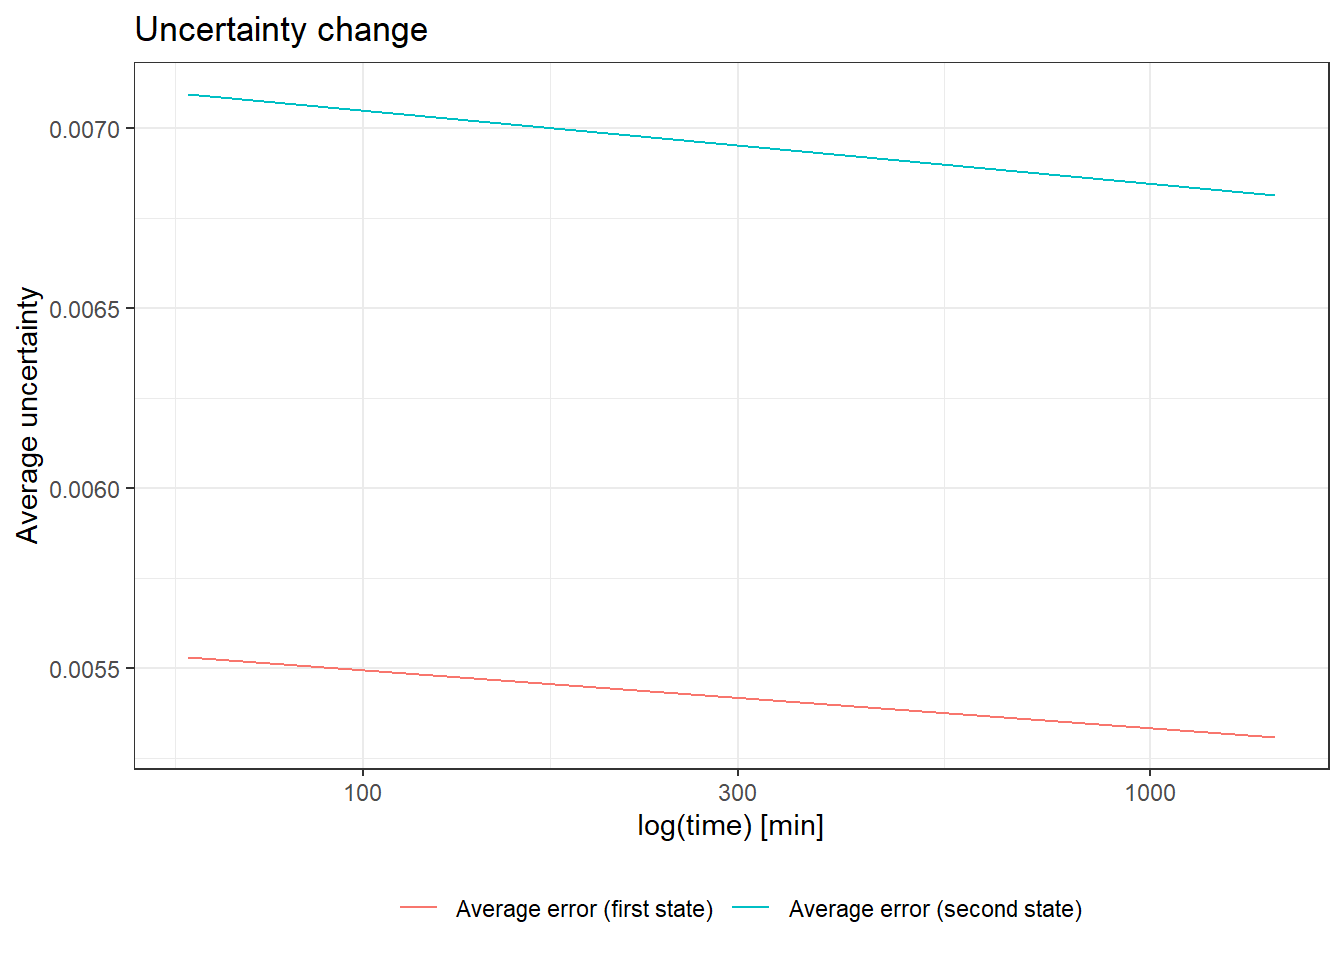 Uncertainty change
Average uncertainty
0.0070
0.0065
0.0060
0.0055
100 300 1000
log(time) [min]
Average error (first state) Average error (second state)